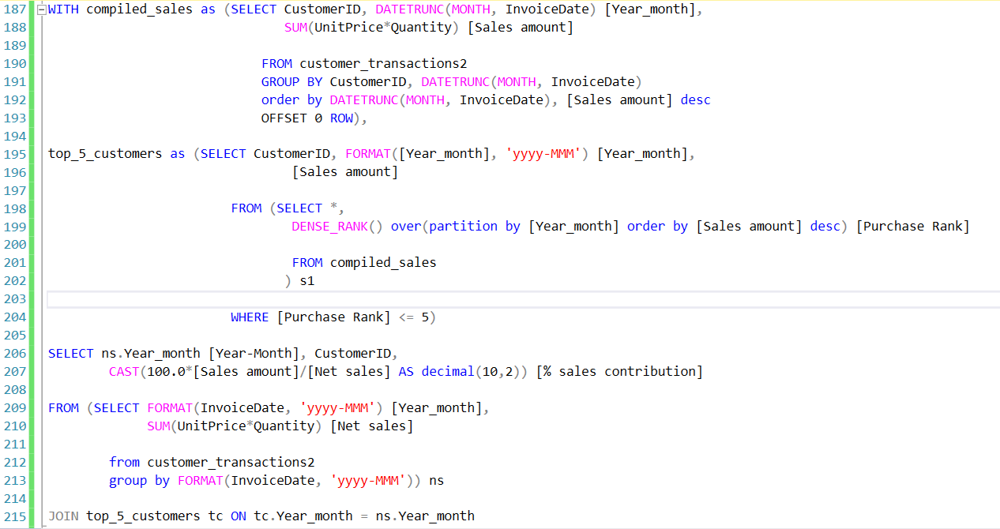 187 WITH compiled_sales as (SELECT CustomerID, DATETRUNC(MONTH, InvoiceDate) [Year_month],
188 SUM(UnitPrice*Quantity) [Sales amount]
189
190 FROM customer_transactions2
191 GROUP BY CustomerID, DATETRUNC(MONTH, InvoiceDate)
192 order by DATETRUNC(MONTH, InvoiceDate), [Sales amount] desc
193 OFFSET 0 ROW),
194
195 top_5_customers as (SELECT CustomerID, FORMAT([Year_month], 'yyyy-MMM') [Year_month],
196 [Sales amount]
197
198 FROM (SELECT *,
199 DENSE_RANK() over(partition by [Year_month] order by [Sales amount] desc) [Purchase Rank]
200
201 FROM compiled_sales
202 ) s1
203
204 WHERE [Purchase Rank] <= 5)
205
206 SELECT ns.Year_month [Year-Month], CustomerID,
207 CAST(100.0*[Sales amount]/[Net sales] AS decimal(10,2)) [% sales contribution]
208
209 FROM (SELECT FORMAT(InvoiceDate, 'yyyy-MMM') [Year_month],
210 SUM(UnitPrice*Quantity) [Net sales]
211
212 from customer_transactions2
213 group by FORMAT(InvoiceDate, 'yyyy-MMM')) ns
214
215 JOIN top_5_customers tc ON tc.Year_month = ns.Year_month